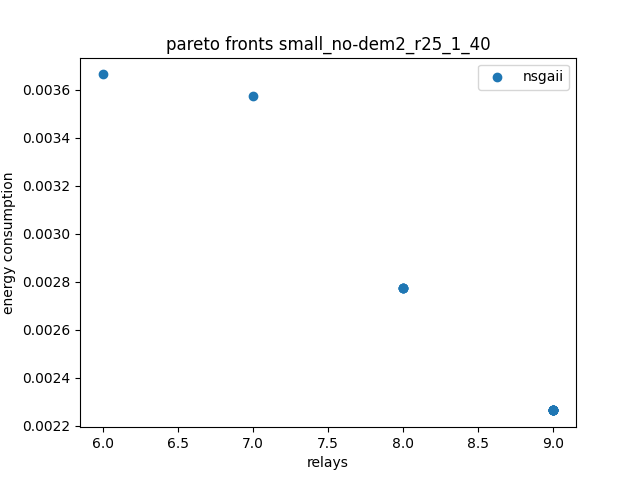 pareto fronts small_no-dem2_r25_1_40
nsgaii
0.0036
0.0034
0.0032
0.0030
0.0028
0.0026
0.0024
0.0022
energy consumption
6.0 6.5 7.0 7.5 8.0 8.5 9.0
relays